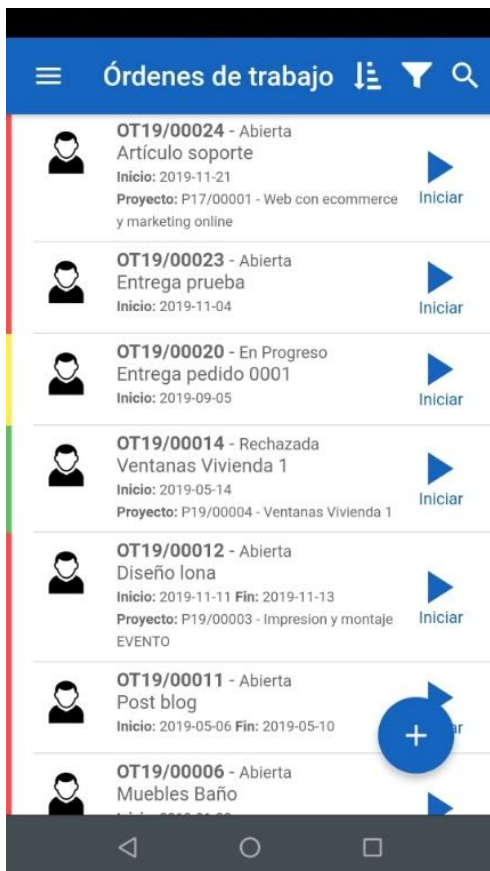 Órdenes de trabajo
OT19/00024 - Abierta
Artículo soporte
Inicio: 2019-11-21
Proyecto: P17/00001 - Web con ecommerce
y marketing online
Iniciar
OT19/00023 - Abierta
Entrega prueba
Inicio: 2019-11-04
Iniciar
OT19/00020 - En Progreso
Entrega pedido 0001
Inicio: 2019-09-05
Iniciar
OT19/00014 - Rechazada
Ventanas Vivienda 1
Inicio: 2019-05-14
Proyecto: P19/00004 - Ventanas Vivienda 1
Iniciar
OT19/00012 - Abierta
Diseño lona
Inicio: 2019-11-11 Fin: 2019-11-13
Proyecto: P19/00003 - Impresion y montaje
EVENTO
Iniciar
OT19/00011 - Abierta
Post blog
Inicio: 2019-05-06 Fin: 2019-05-10
OT19/00006 - Abierta
Muebles Baño